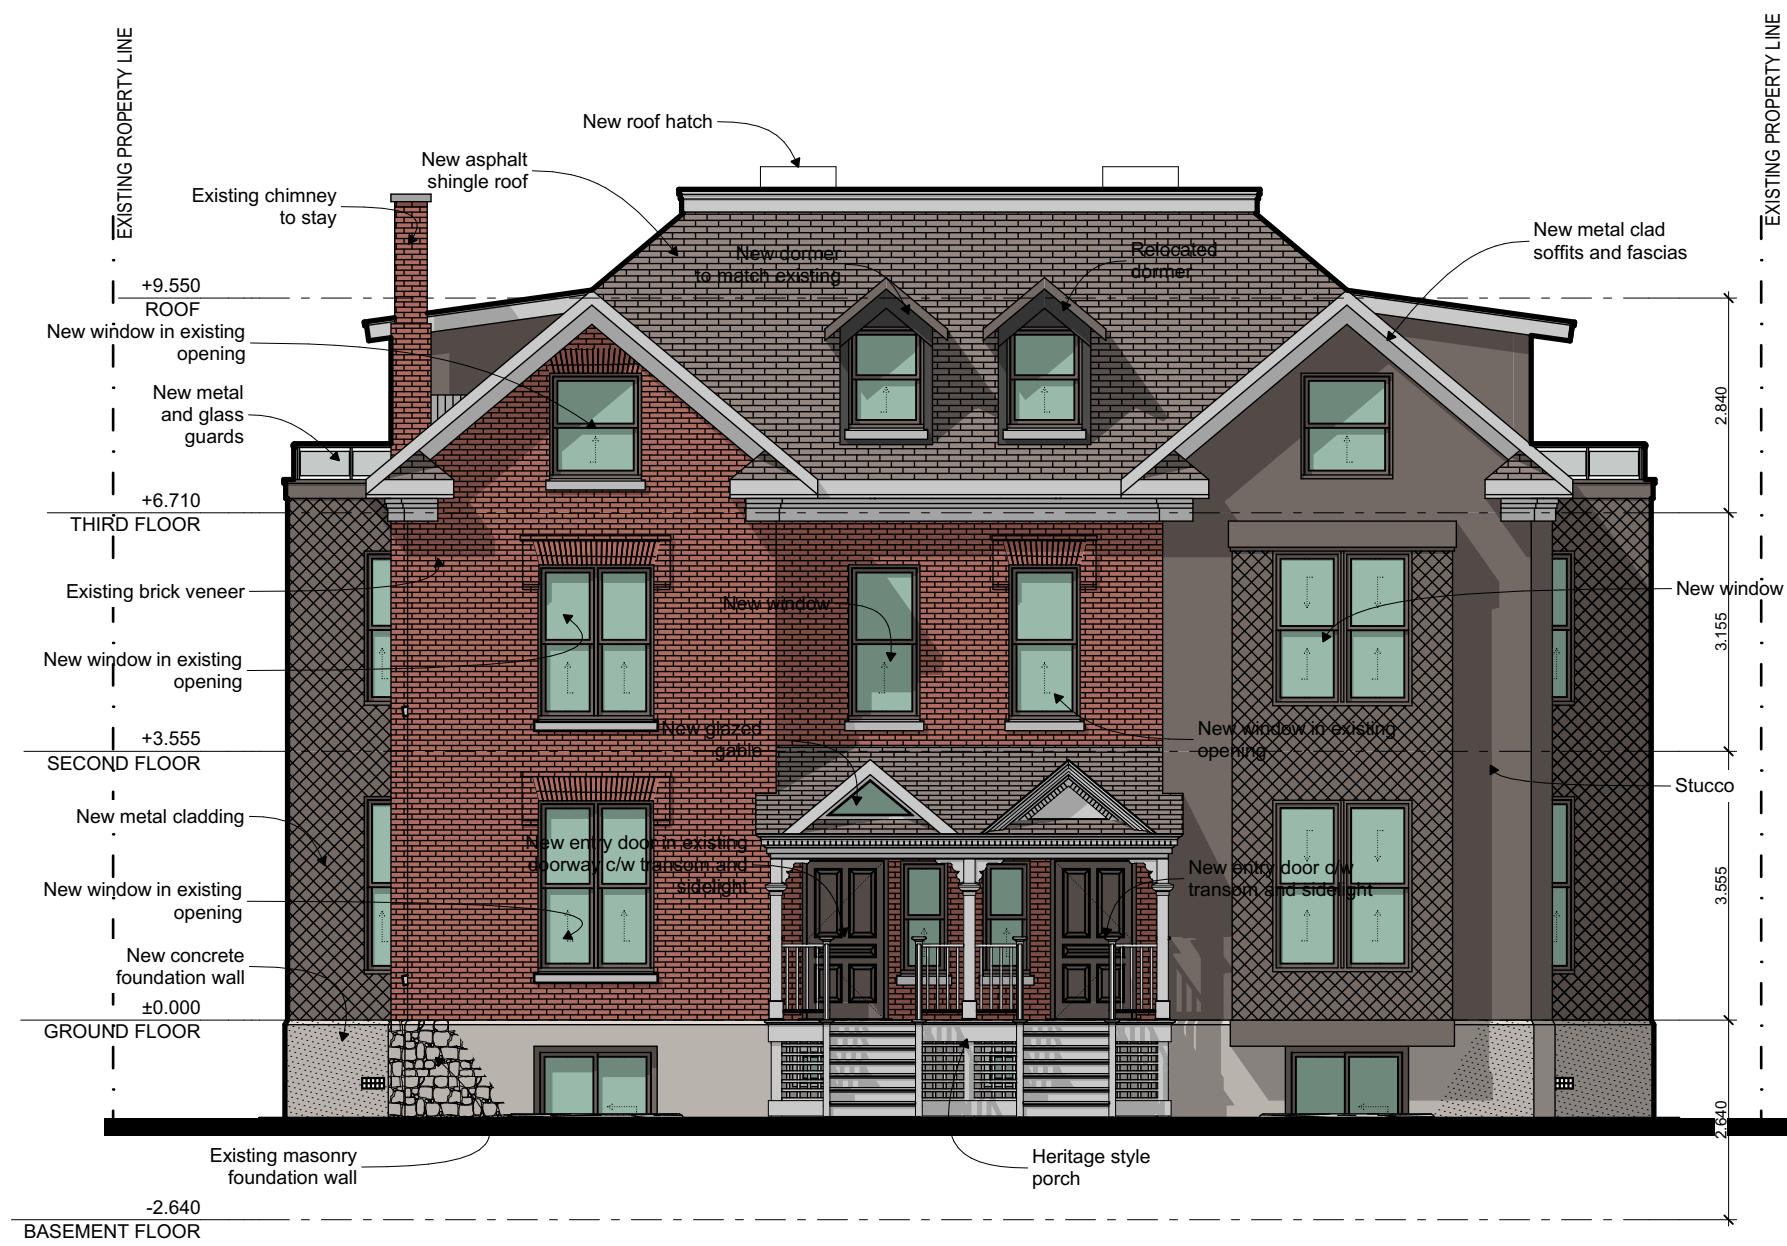 EXISTING PROPERTY LINE
EXISTING PROPERTY LINE
New roof hatch
New asphalt
shingle roof
Existing chimney
to stay
New dormer
to match existing
Relocated
dormer
New metal clad
soffits and fascias
+9.550
ROOF
New window in existing
opening
New metal
and glass
guards
2.840
+6.710
THIRD FLOOR
Existing brick veneer
New window
New window
3.155
New window in existing
opening
New glazed
gable
New window in existing
opening
+3.555
SECOND FLOOR
Stucco
New metal cladding
New entry door in existing
doorway c/w transom and
sidelight
New entry door c/w
transom and sidelight
3.555
New window in existing
opening
New concrete
foundation wall
±0.000
GROUND FLOOR
2.640
Existing masonry
foundation wall
Heritage style
porch
-2.640
BASEMENT FLOOR